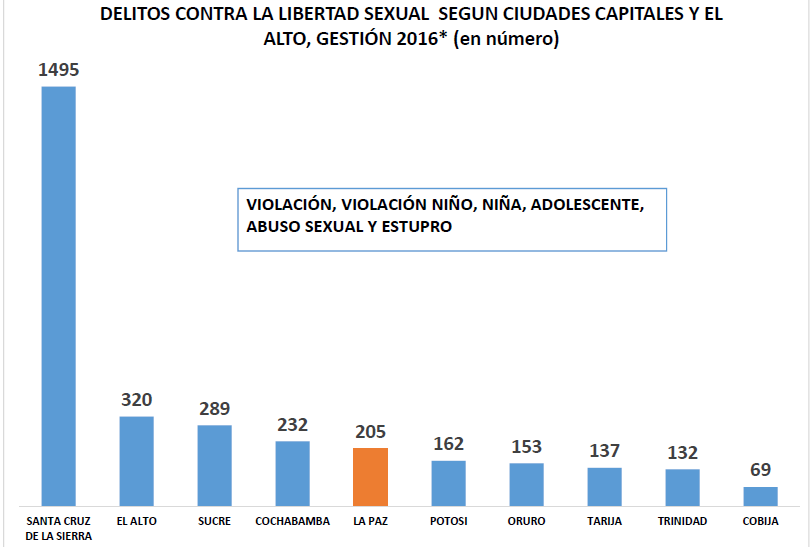 DELITOS CONTRA LA LIBERTAD SEXUAL SEGUN CIUDADES CAPITALES Y EL
ALTO, GESTIÓN 2016* (en número)
1495
VIOLACIÓN, VIOLACIÓN NIÑO, NIÑA, ADOLESCENTE,
ABUSO SEXUAL Y ESTUPRO
320
289
232
205
162
153
137
132
69
SANTA CRUZ
DE LA SIERRA
EL ALTO
SUCRE
COCHABAMBA
LA PAZ
POTOSI
ORURO
TARIJA
TRINIDAD
COBIJA